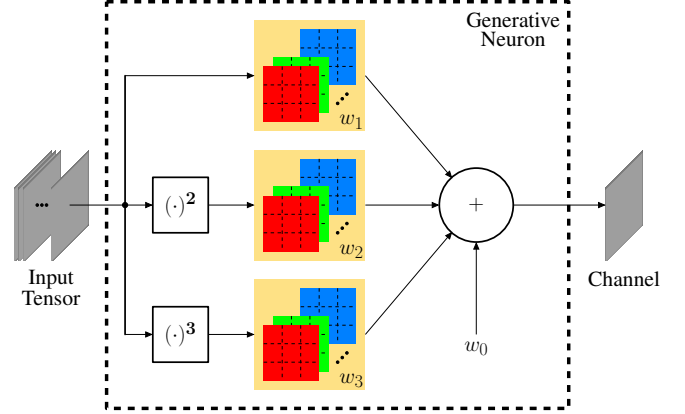 Generative
Neuron
w₁
(·)²
w₂
+
Input
Tensor
Channel
(·)³
w₀
w₃